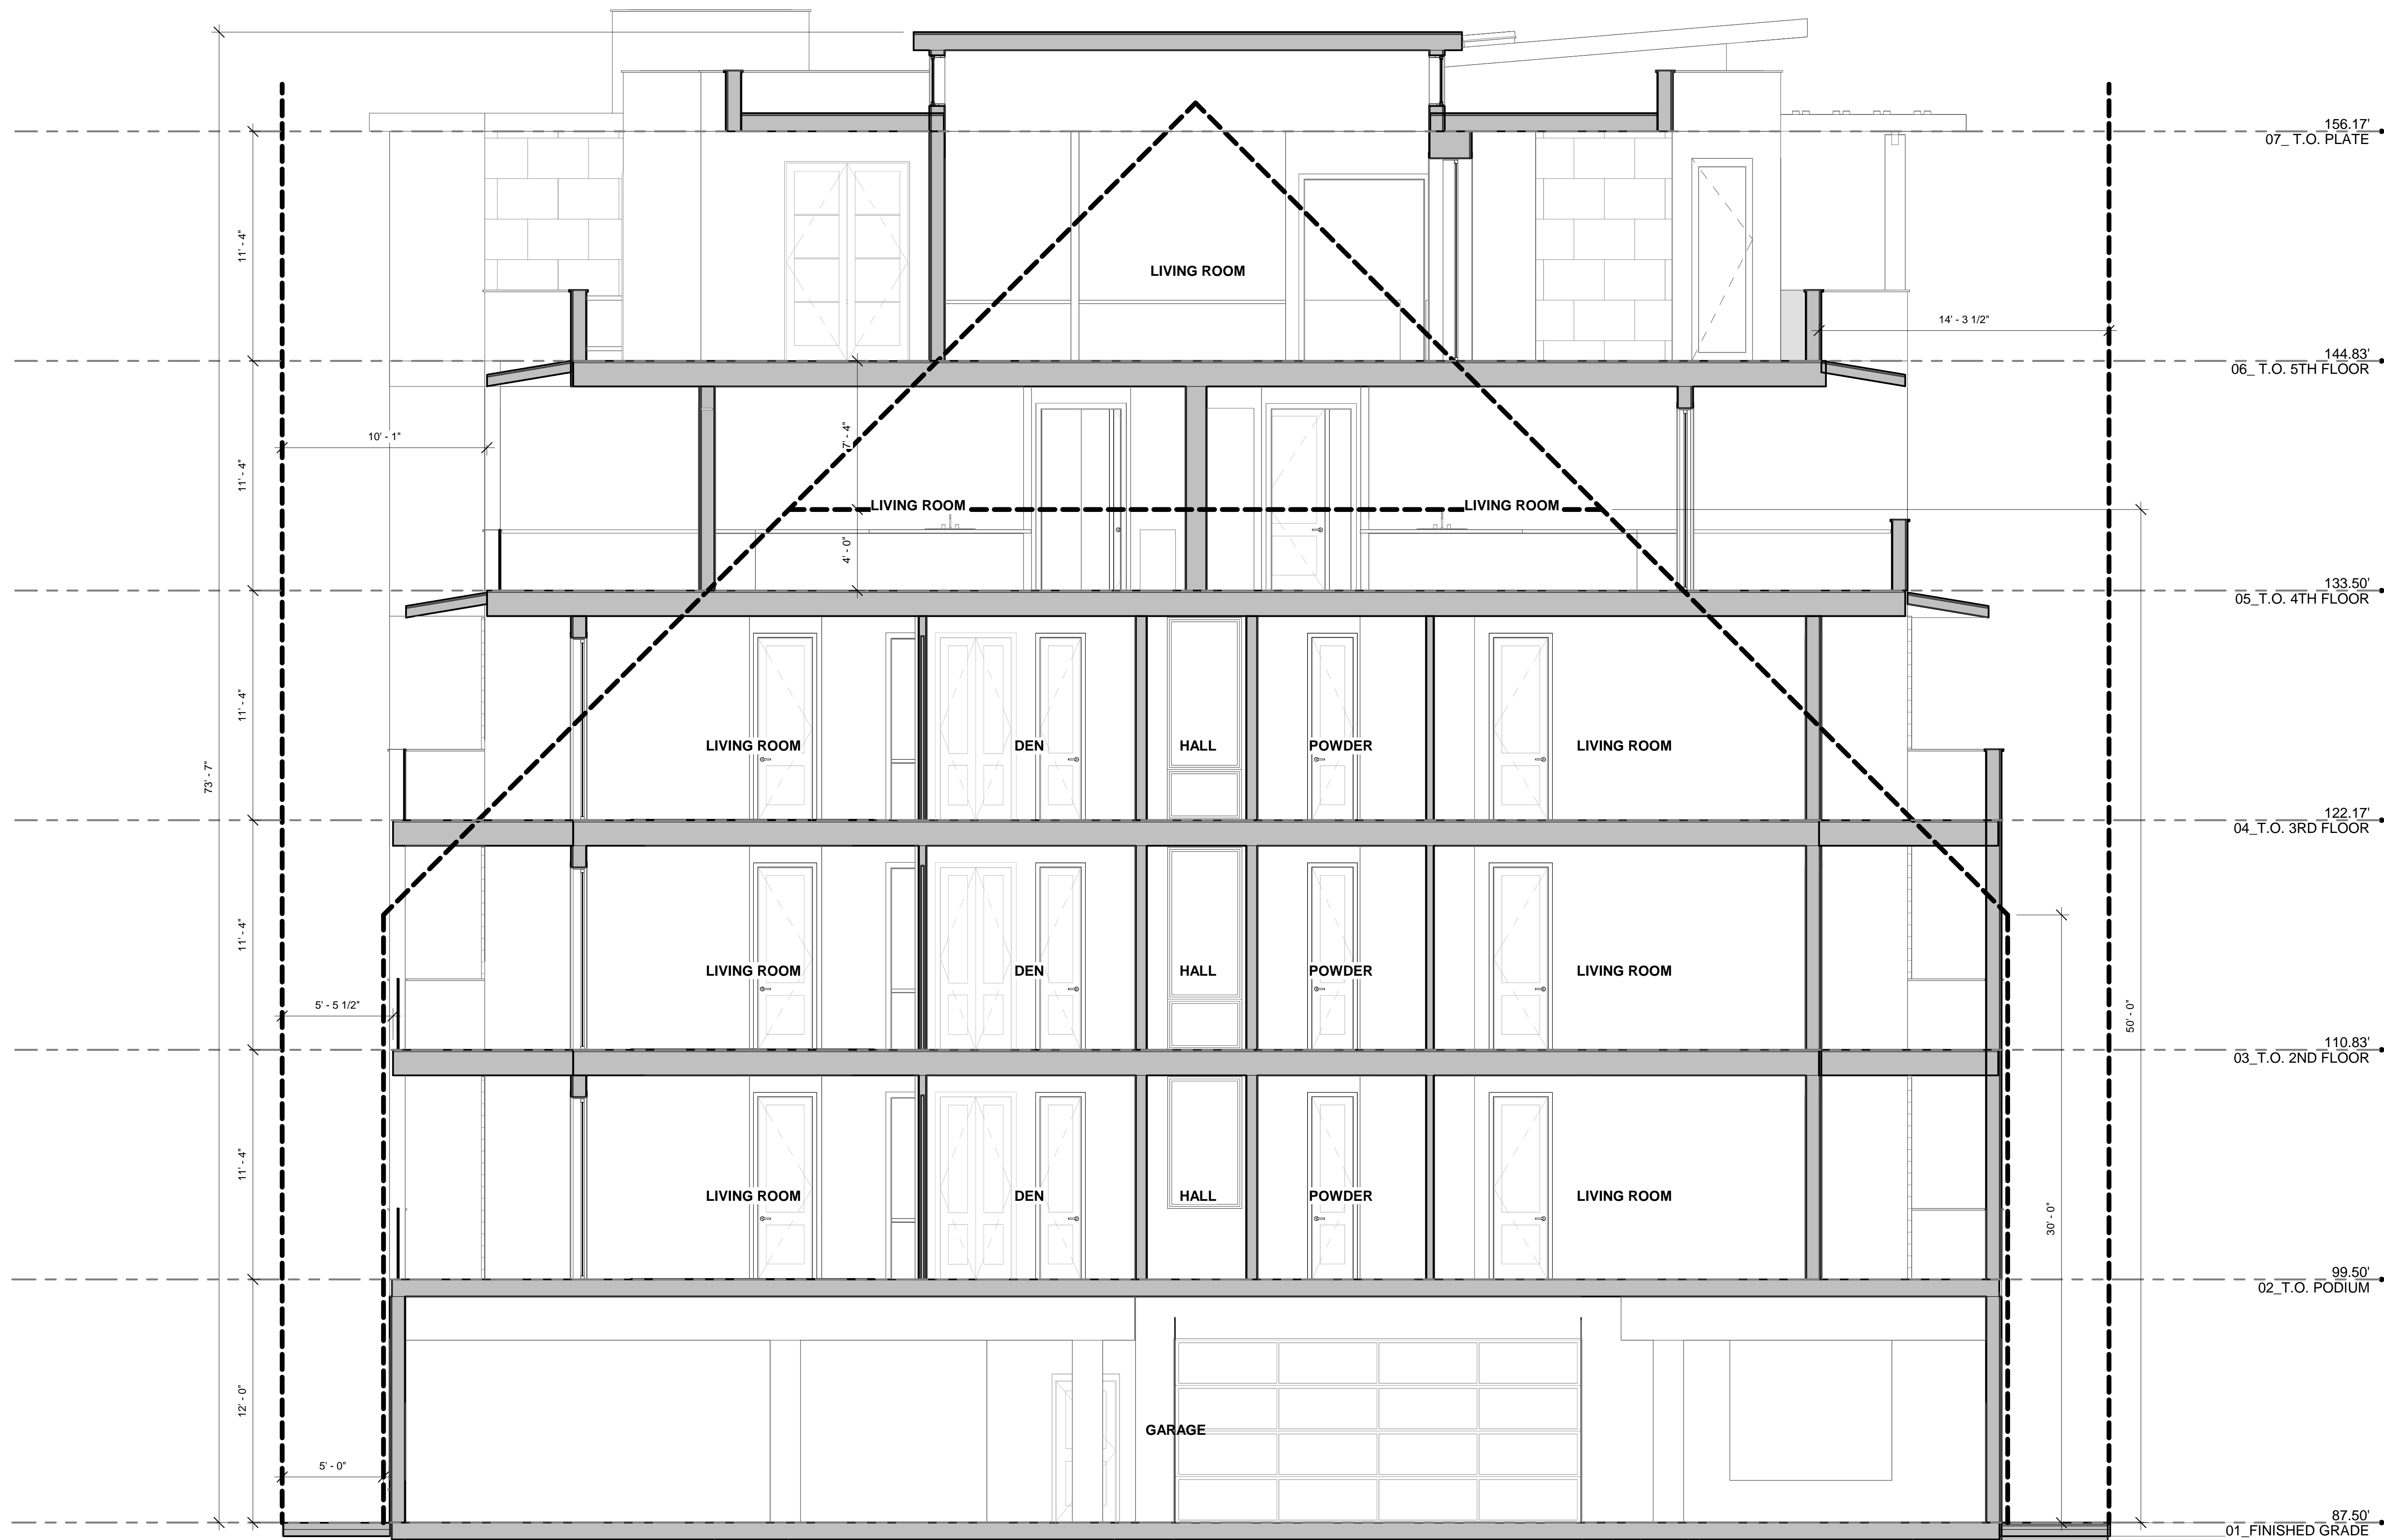 156.17'
07_ T.O. PLATE
11' - 4"
LIVING ROOM
14' - 3 1/2"
144.83'
06_ T.O. 5TH FLOOR
10' - 1"
7' - 4"
11' - 4"
LIVING ROOM
LIVING ROOM
4' - 0"
133.50'
05_T.O. 4TH FLOOR
11' - 4"
LIVING ROOM
DEN
HALL
POWDER
LIVING ROOM
73' - 7"
122.17'
04_T.O. 3RD FLOOR
11' - 4"
LIVING ROOM
DEN
HALL
POWDER
LIVING ROOM
5' - 5 1/2"
50' - 0"
110.83'
03_T.O. 2ND FLOOR
11' - 4"
LIVING ROOM
DEN
HALL
POWDER
LIVING ROOM
30' - 0"
99.50'
02_T.O. PODIUM
12' - 0"
GARAGE
5' - 0"
87.50'
01_FINISHED GRADE